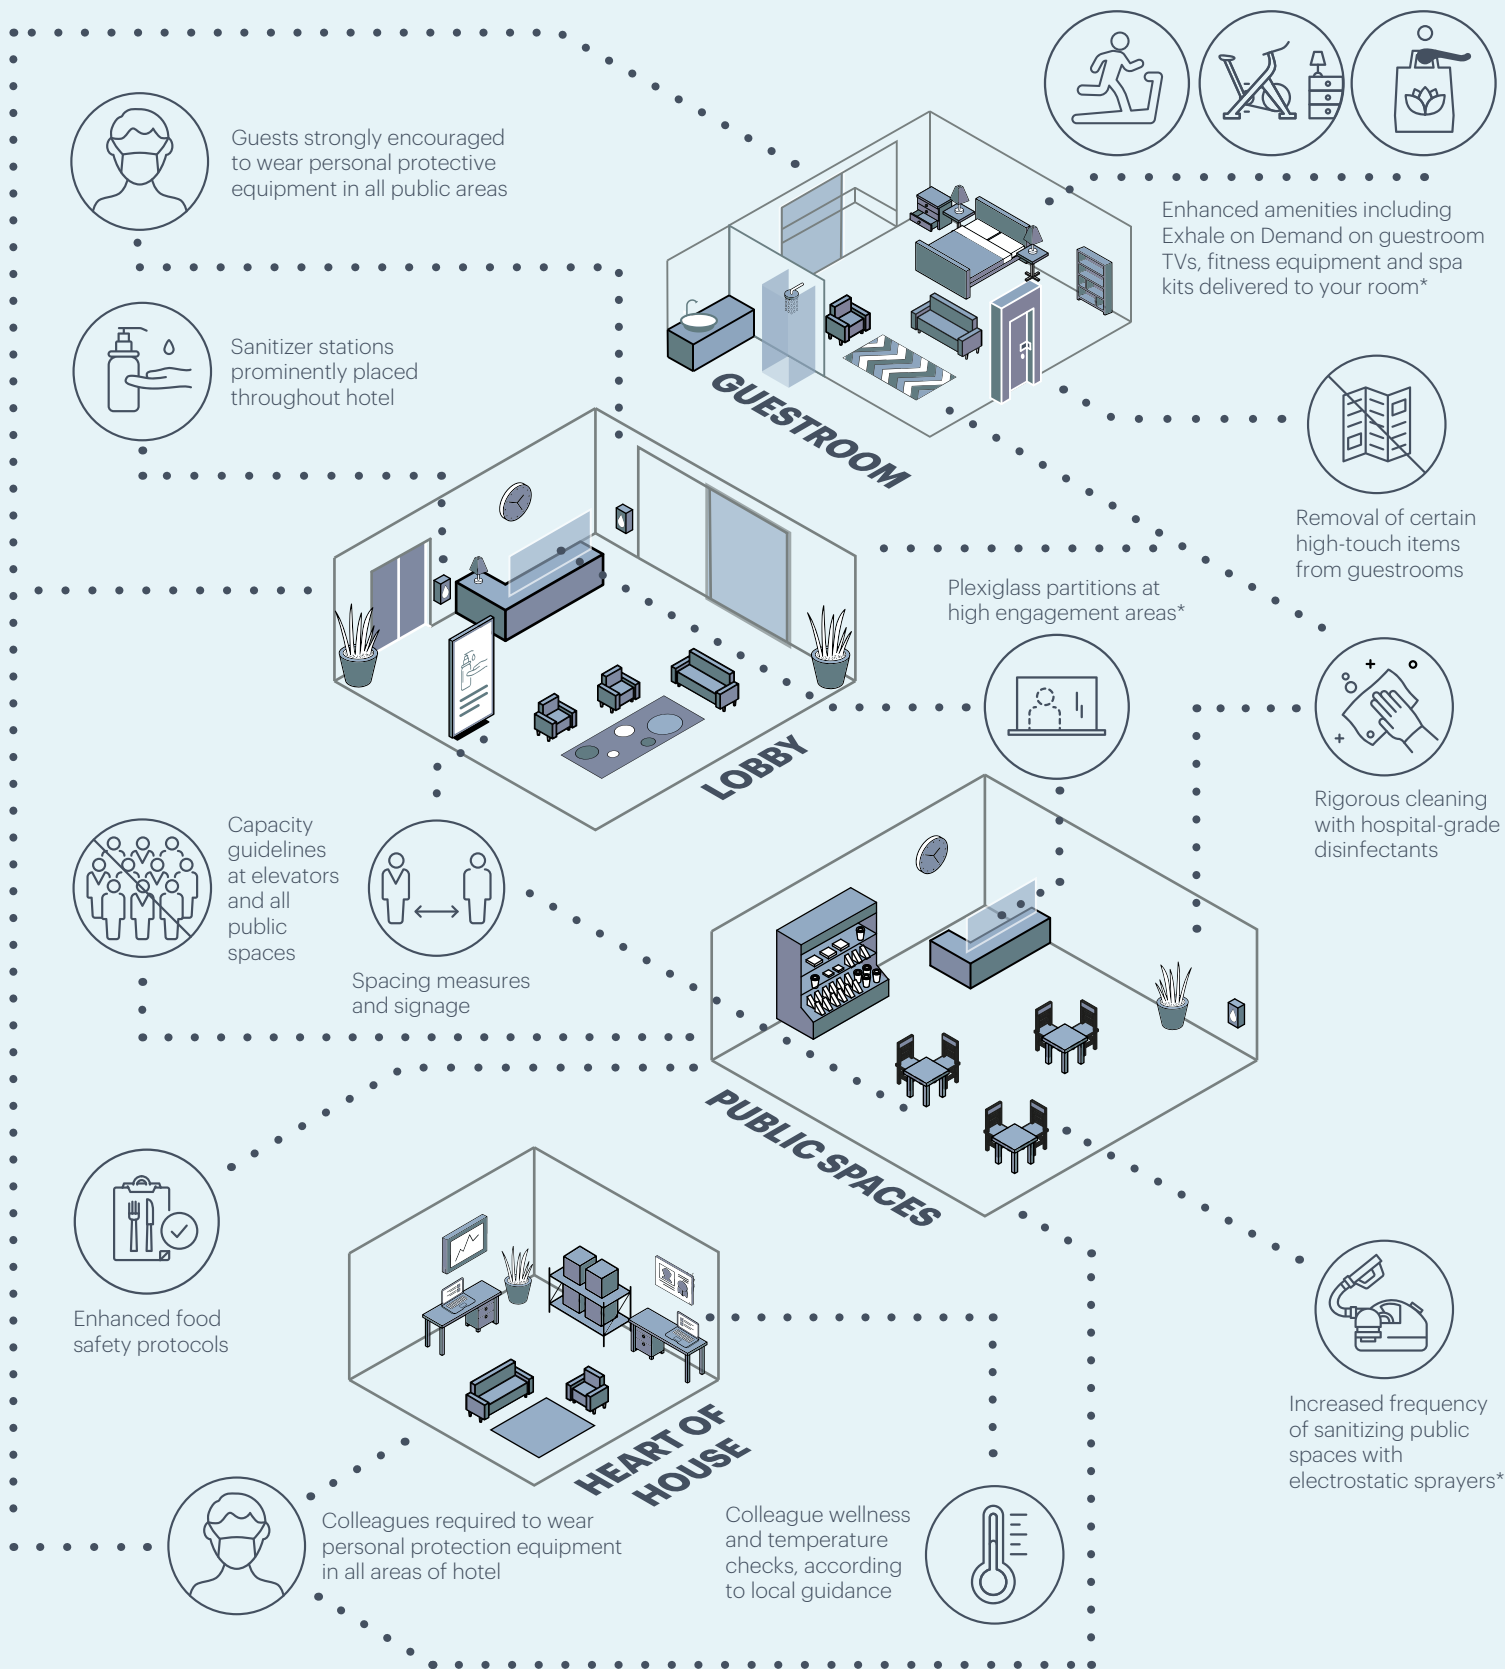 Guests strongly encouraged
to wear personal protective
equipment in all public areas
Enhanced amenities including
Exhale on Demand on guestroom
TVs, fitness equipment and spa
kits delivered to your room*
Sanitizer stations
prominently placed
throughout hotel
GUESTROOM
Removal of certain
high-touch items
from guestrooms
Plexiglass partitions at
high engagement areas*
LOBBY
Rigorous cleaning
with hospital-grade
disinfectants
Capacity
guidelines
at elevators
and all
public
spaces
Spacing measures
and signage
PUBLIC SPACES
Enhanced food
safety protocols
HEART OF
HOUSE
Increased frequency
of sanitizing public
spaces with
electrostatic sprayers*
Colleagues required to wear
personal protection equipment
in all areas of hotel
Colleague wellness
and temperature
checks, according
to local guidance